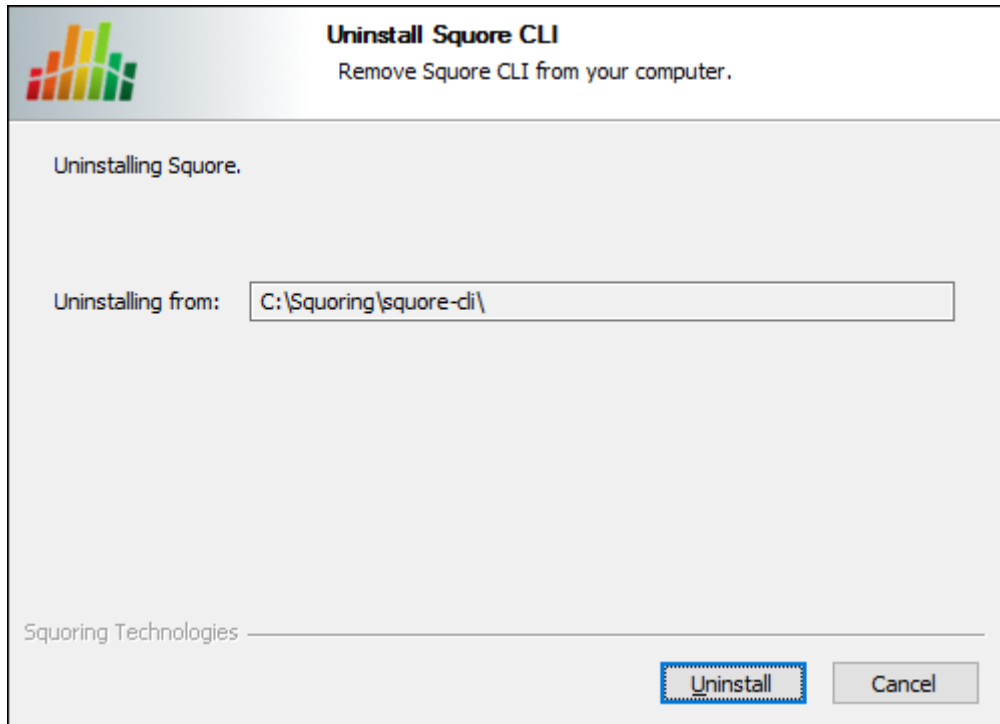 Uninstall Squore CLI
Remove Squore CLI from your computer.
Uninstalling Squore.
Uninstalling from: C:\Squoring\squore-cli\
Squoring Technologies
Uninstall Cancel